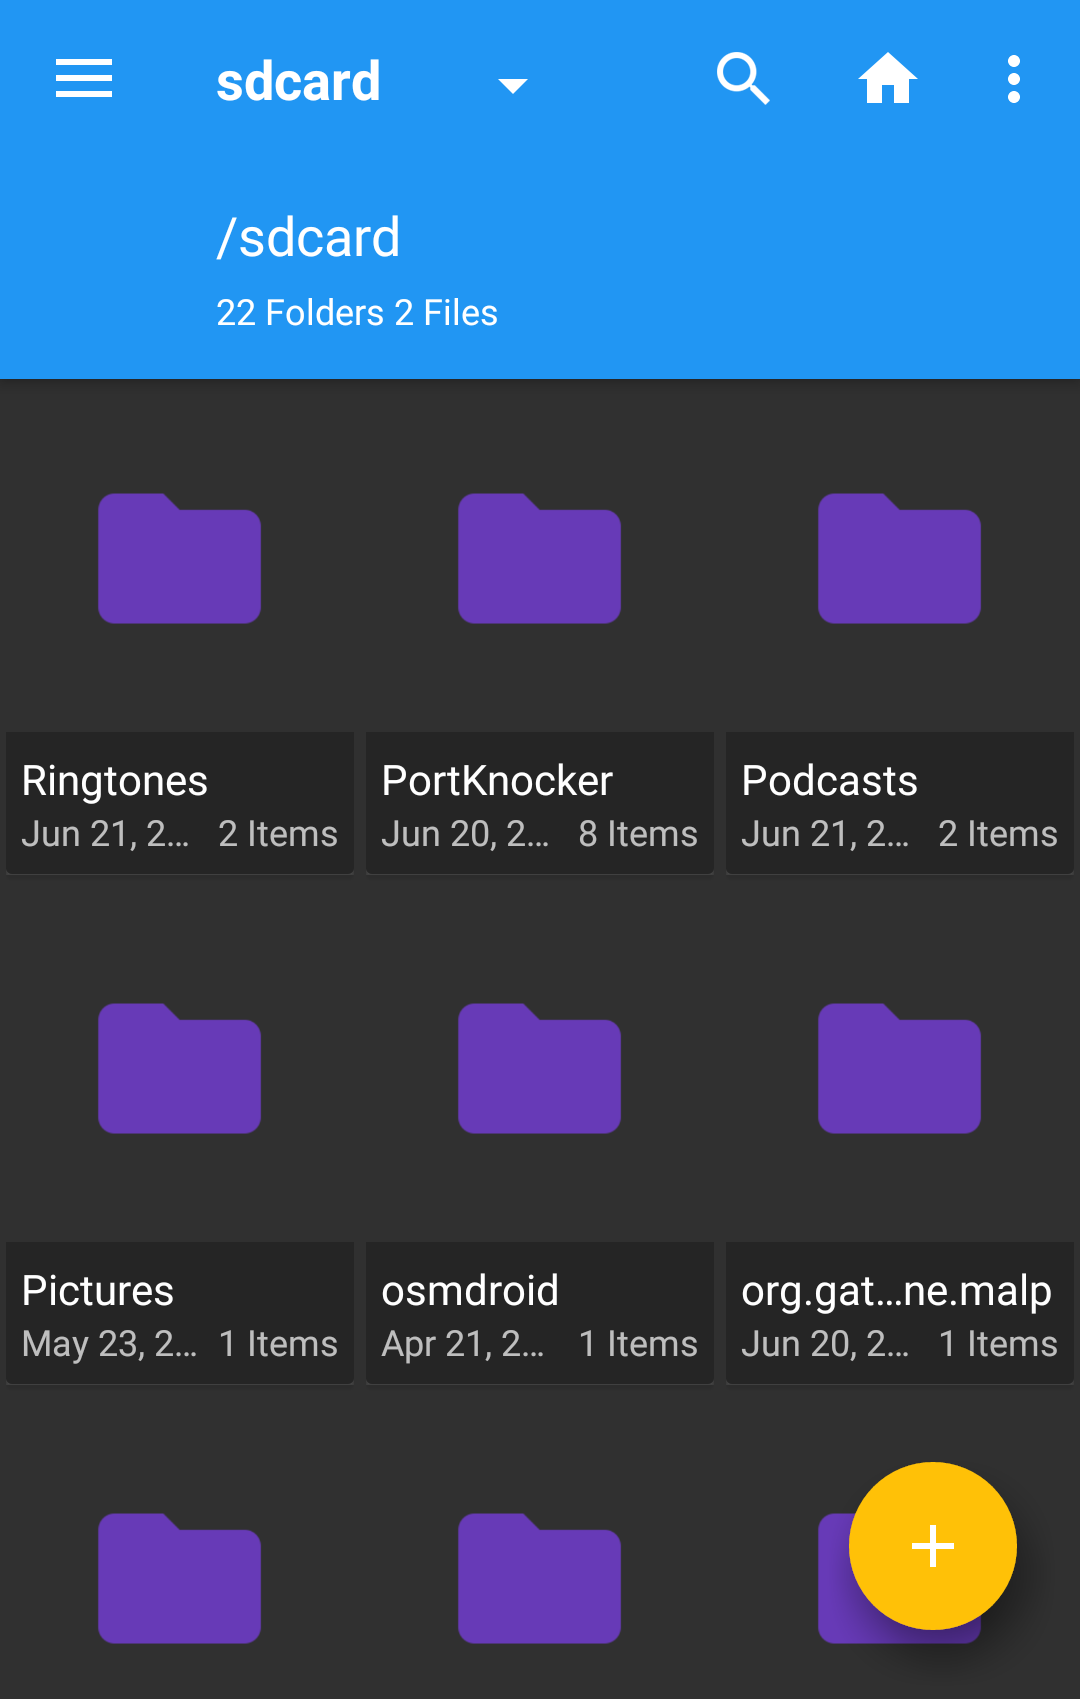 sdcard
/sdcard
22 Folders 2 Files
Ringtones
Jun 21, 2... 2 Items
PortKnocker
Jun 20, 2... 8 Items
Podcasts
Jun 21, 2... 2 Items
Pictures
May 23, 2... 1 Items
osmdroid
Apr 21, 2... 1 Items
org.gat...ne.malp
Jun 20, 2... 1 Items